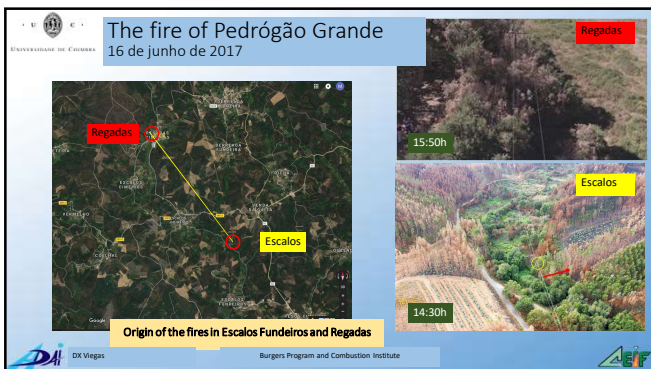 · U C ·
UNIVERSIDADE DE COIMBRA
The fire of Pedrógão Grande
16 de junho de 2017
Regadas
15:50h
Regadas
Escalos
Escalos
14:30h
Google
Origin of the fires in Escalos Fundeiros and Regadas
DX Viegas
Burgers Program and Combustion Institute